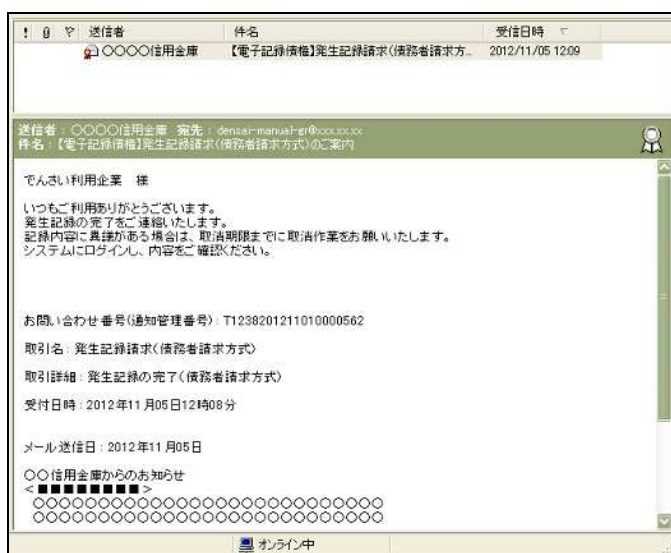 ! 送信者 件名 受信日時
〇〇〇〇信用金庫 【電子記録債権】発生記録請求(債務者請求方... 2012/11/05 12:09
送信者:〇〇〇〇信用金庫 宛先:densai-manual-gr@xxx.xx.xx
件名:【電子記録債権】発生記録請求(債務者請求方式)のご案内
でんさい利用企業 様
いつもご利用ありがとうございます。
発生記録の完了をご連絡いたします。
記録内容に異議がある場合は、取消期限までに取消作業をお願いいたします。
システムにログインし、内容をご確認ください。
お問い合わせ番号(通知管理番号):T1238201211010000562
取引名:発生記録請求(債務者請求方式)
取引詳細:発生記録の完了(債務者請求方式)
受付日時:2012年11月05日12時08分
メール送信日:2012年11月05日
〇〇信用金庫からのお知らせ
<■■■■■■■■>
〇〇〇〇〇〇〇〇〇〇〇〇〇〇〇〇〇〇〇〇〇〇〇〇〇〇〇〇
〇〇〇〇〇〇〇〇〇〇〇〇〇〇〇〇〇〇〇〇〇〇〇〇〇〇〇〇
オンライン中